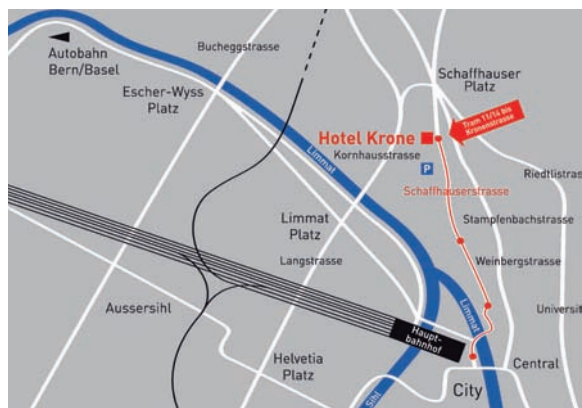 Autobahn
Bern/Basel
Bucheggstrasse
Escher-Wyss
Platz
Schaffhauser
Platz
Tram 11/14 bis
Kronenstrasse
Hotel Krone
Kornhausstrasse
Limmat
P
Riedtlistras
Schaffhauserstrasse
Limmat
Platz
Stampfenbachstrasse
Langstrasse
Weinbergstrasse
Aussersihl
Limmat
Universit
Haupt-
bahnhof
Helvetia
Platz
Central
City
Sihl